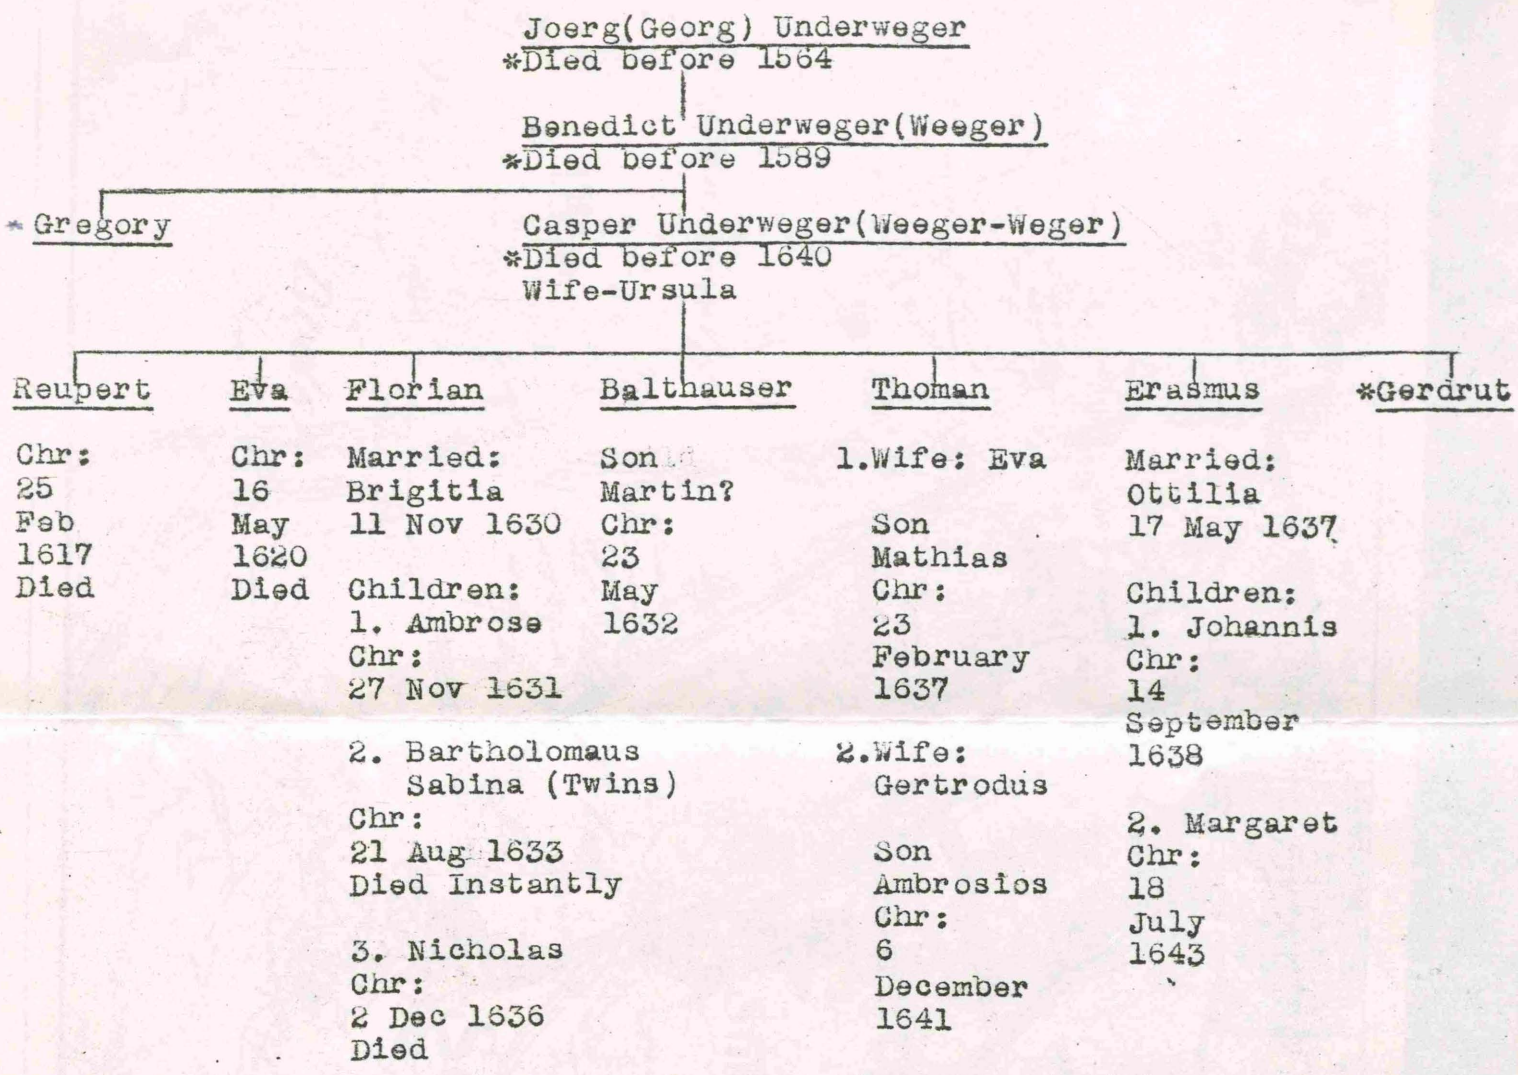 Joerg(Georg) Underweger
*Died before 1564
Benedict Underweger(Weeger)
*Died before 1589
* Gregory
Casper Underweger(Weeger-Weger)
*Died before 1640
Wife-Ursula
Reupert
Chr:
25
Feb
1617
Died
Eva
Chr:
16
May
1620
Died
Florian
Married:
Brigitia
11 Nov 1630
Children:
1. Ambrose
Chr:
27 Nov 1631
2. Bartholomaus
Sabina (Twins)
Chr:
21 Aug 1633
Died Instantly
3. Nicholas
Chr:
2 Dec 1636
Died
Balthauser
Son
Martin?
Chr:
23
May
1632
Thoman
1.Wife: Eva
Son
Mathias
Chr:
23
February
1637
2.Wife:
Gertrodus
Son
Ambrosios
Chr:
6
December
1641
Erasmus
Married:
Ottilia
17 May 1637
Children:
1. Johannis
Chr:
14
September
1638
2. Margaret
Chr:
18
July
1643
*Gerdrut